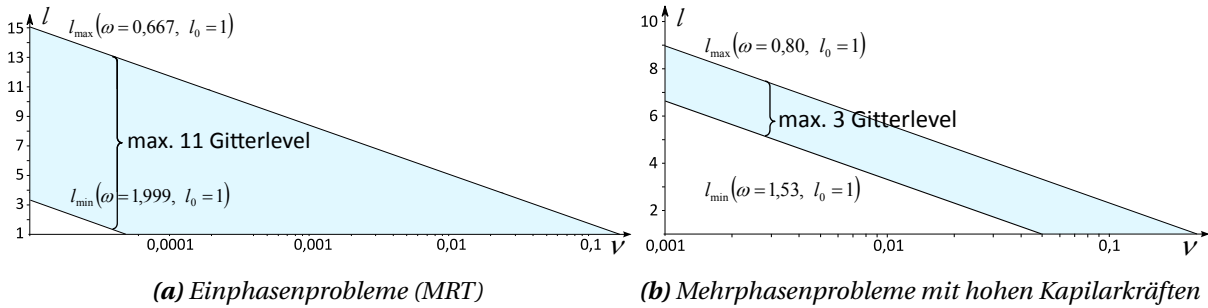 15
l
l_max(ω=0,667, l_0=1)
13
11
9
max. 11 Gitterlevel
7
5
l_min(ω=1,999, l_0=1)
3
1
0,0001
0,001
0,01
0,1
ν
(a) Einphasenprobleme (MRT)
10
l
l_max(ω=0,80, l_0=1)
8
6
max. 3 Gitterlevel
4
l_min(ω=1,53, l_0=1)
2
0,001
0,01
0,1
ν
(b) Mehrphasenprobleme mit hohen Kapilarkräften